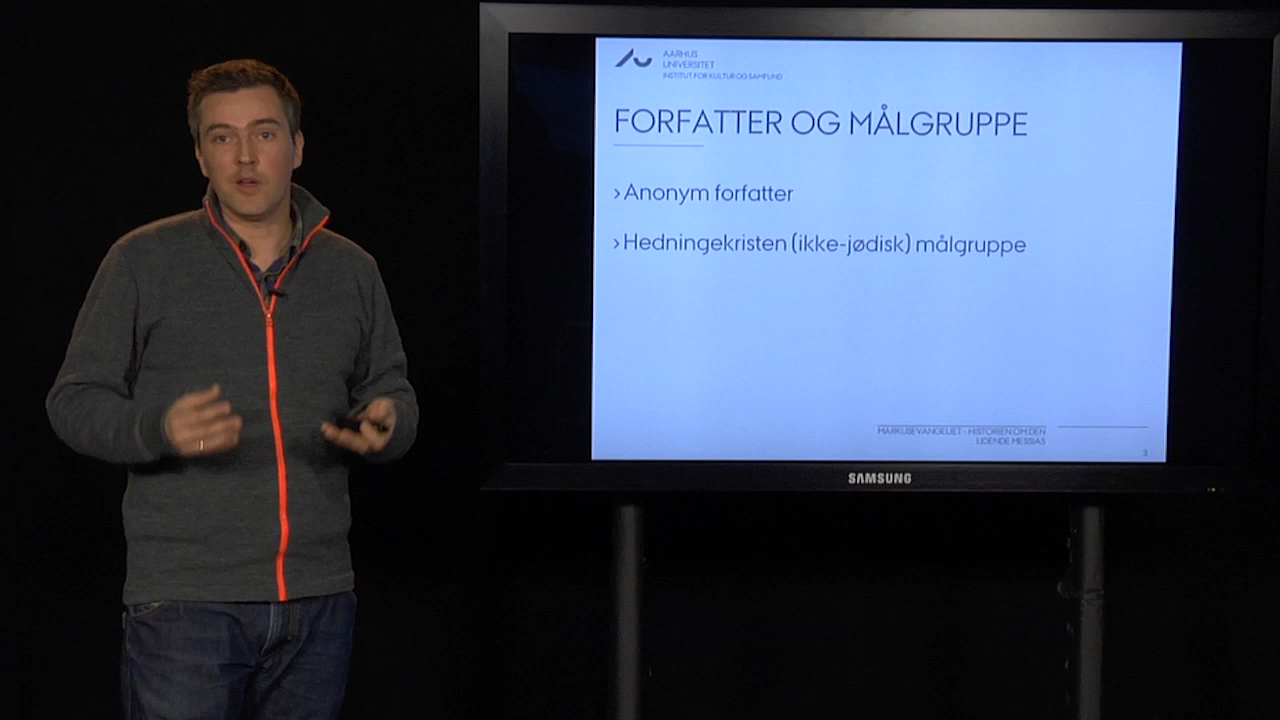 AARHUS
UNIVERSITET
INSTITUT FOR KULTUR OG SAMFUND
FORFATTER OG MÅLGRUPPE
› Anonym forfatter
› Hedningekristen (ikke-jødisk) målgruppe
MARKUSEVANGELIET - HISTORIEN OM DEN
LIDENDE MESSIAS
3
SAMSUNG